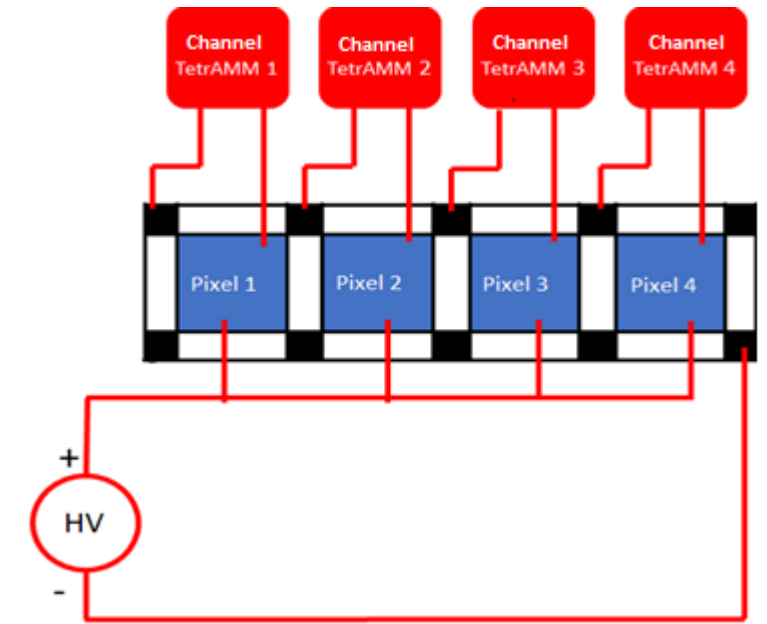 Channel
TetrAMM 1
Channel
TetrAMM 2
Channel
TetrAMM 3
Channel
TetrAMM 4
Pixel 1
Pixel 2
Pixel 3
Pixel 4
+
HV
-